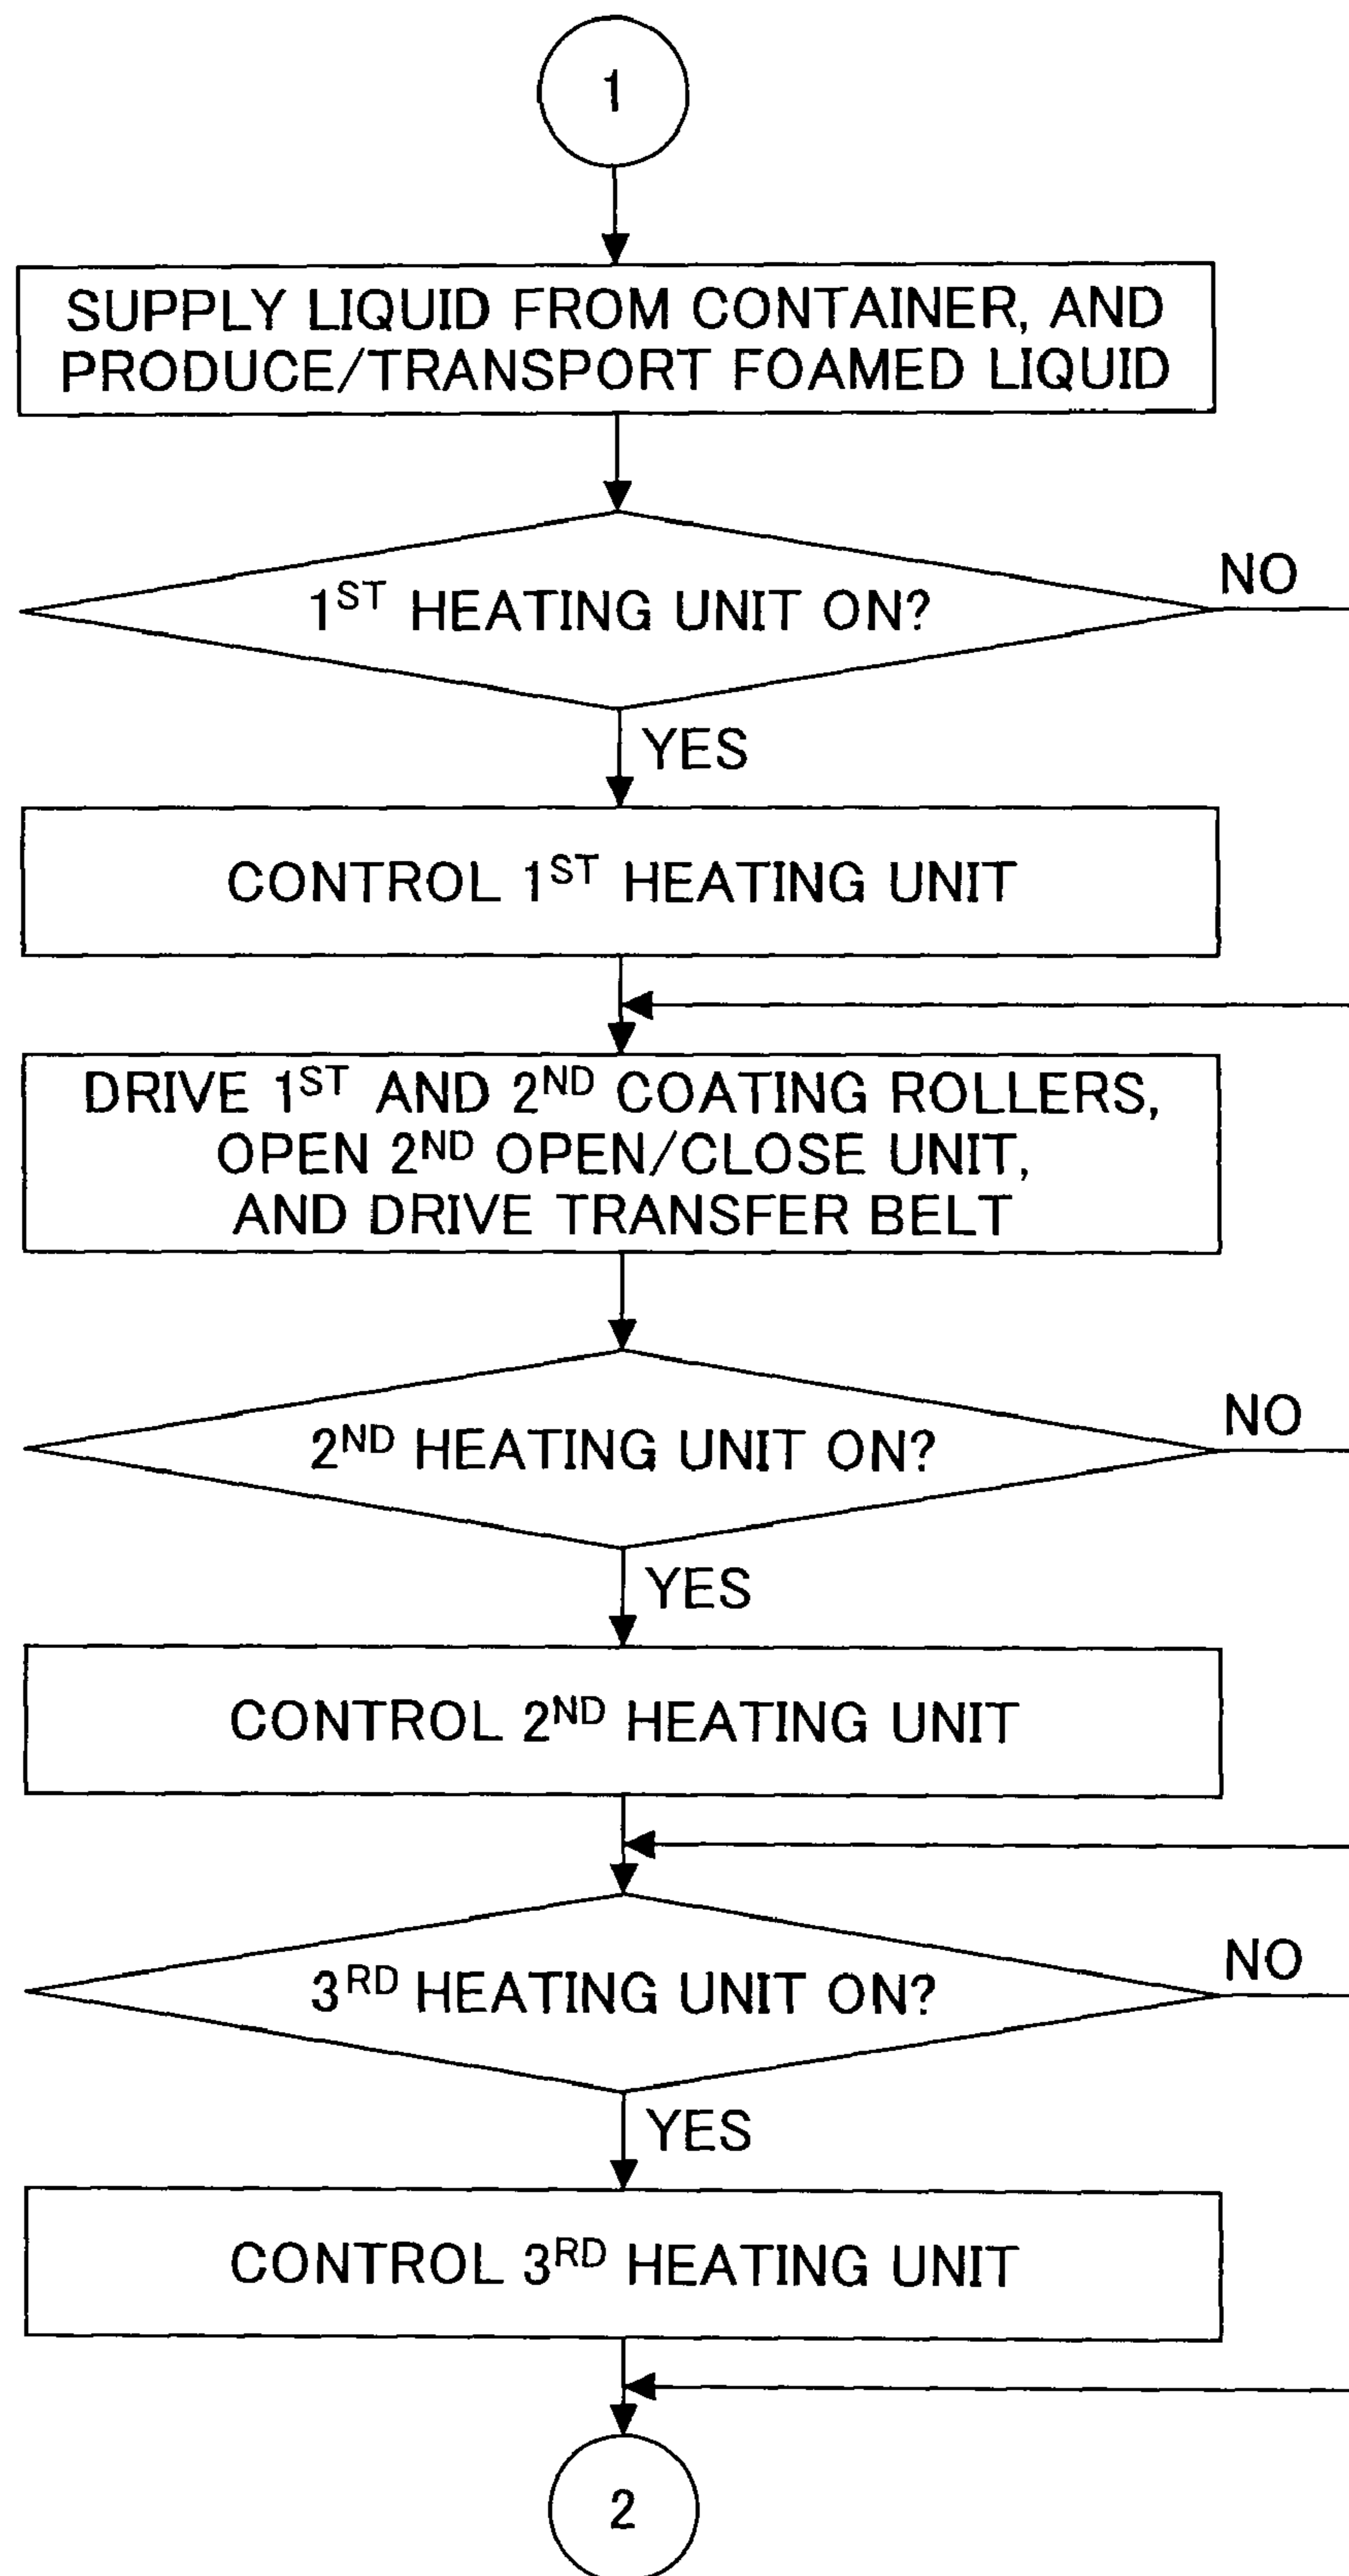 1
SUPPLY LIQUID FROM CONTAINER, AND
PRODUCE/TRANSPORT FOAMED LIQUID
1ST HEATING UNIT ON?
NO
YES
CONTROL 1ST HEATING UNIT
DRIVE 1ST AND 2ND COATING ROLLERS,
OPEN 2ND OPEN/CLOSE UNIT,
AND DRIVE TRANSFER BELT
2ND HEATING UNIT ON?
NO
YES
CONTROL 2ND HEATING UNIT
3RD HEATING UNIT ON?
NO
YES
CONTROL 3RD HEATING UNIT
2